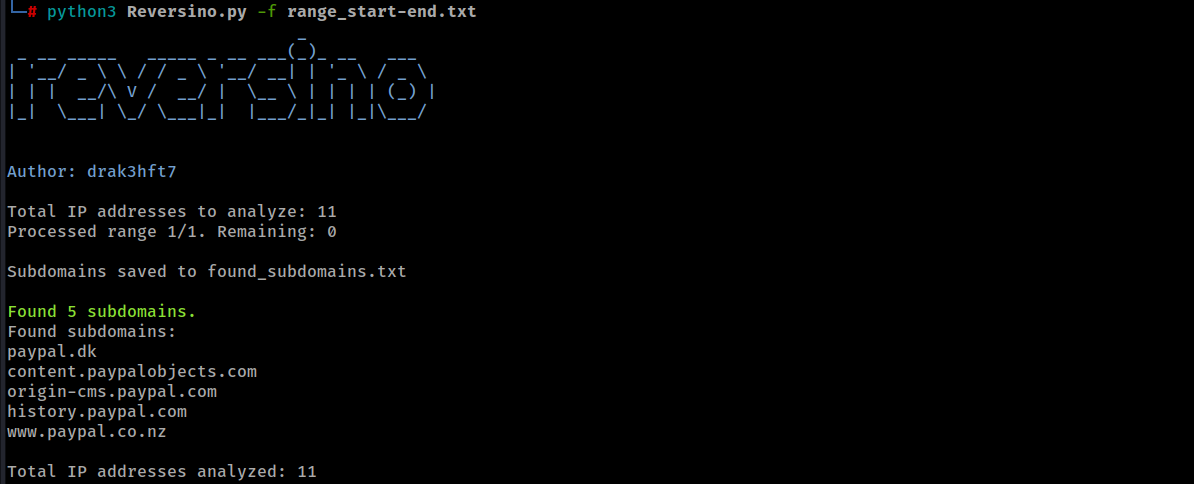 └─# python3 Reversino.py -f range_start-end.txt
reversino
Author: drak3hft7
Total IP addresses to analyze: 11
Processed range 1/1. Remaining: 0
Subdomains saved to found_subdomains.txt
Found 5 subdomains.
Found subdomains:
paypal.dk
content.paypalobjects.com
origin-cms.paypal.com
history.paypal.com
www.paypal.co.nz
Total IP addresses analyzed: 11